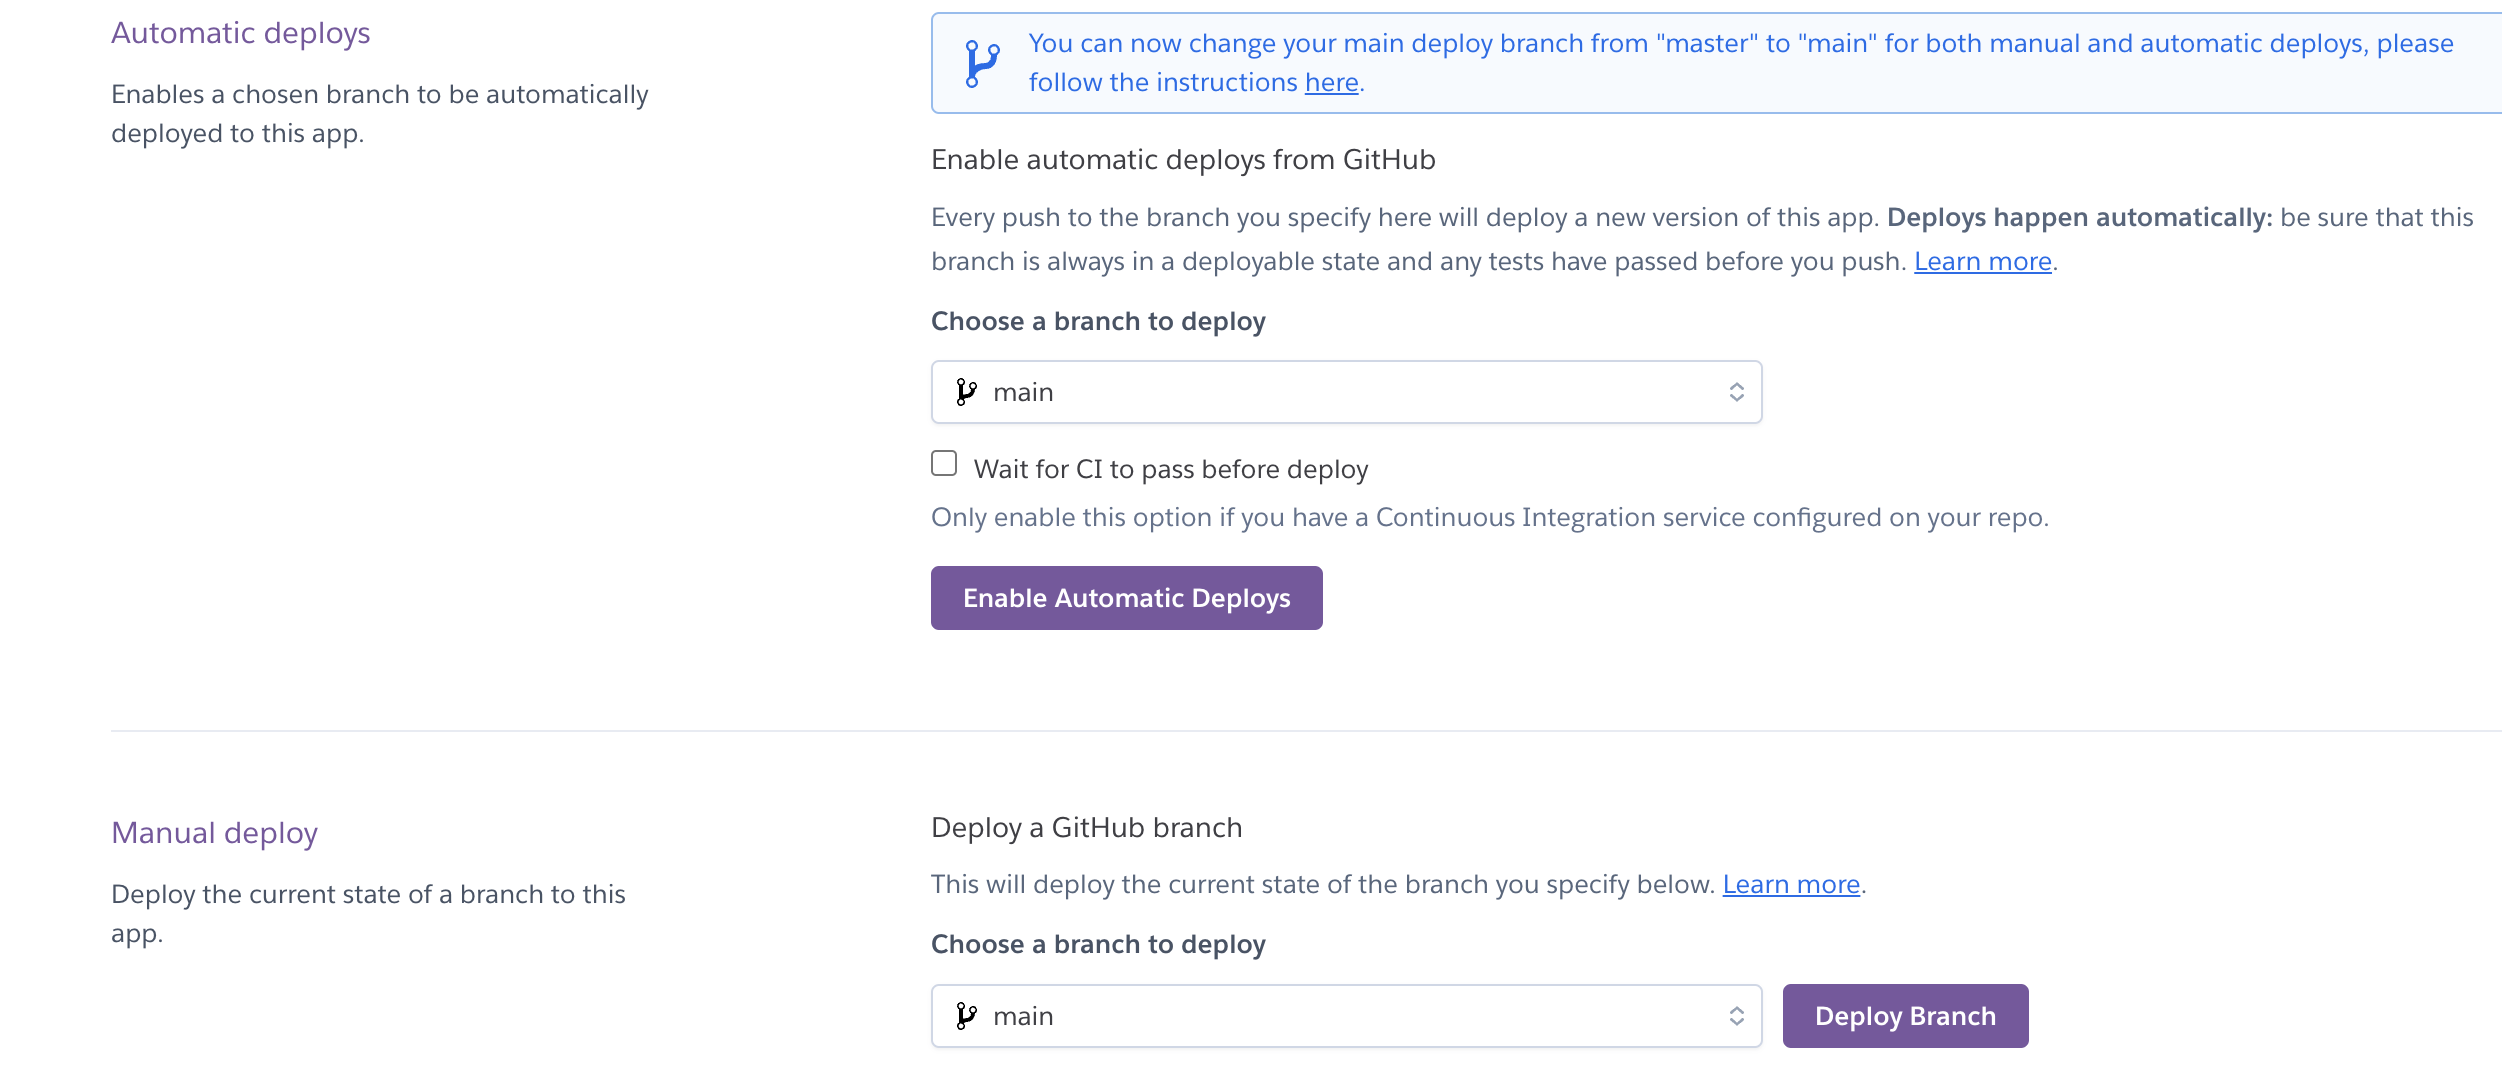 Automatic deploys
Enables a chosen branch to be automatically
deployed to this app.
You can now change your main deploy branch from "master" to "main" for both manual and automatic deploys, please
follow the instructions here.
Enable automatic deploys from GitHub
Every push to the branch you specify here will deploy a new version of this app. Deploys happen automatically: be sure that this
branch is always in a deployable state and any tests have passed before you push. Learn more.
Choose a branch to deploy
main
Wait for CI to pass before deploy
Only enable this option if you have a Continuous Integration service configured on your repo.
Enable Automatic Deploys
Manual deploy
Deploy the current state of a branch to this
app.
Deploy a GitHub branch
This will deploy the current state of the branch you specify below. Learn more.
Choose a branch to deploy
main
Deploy Branch